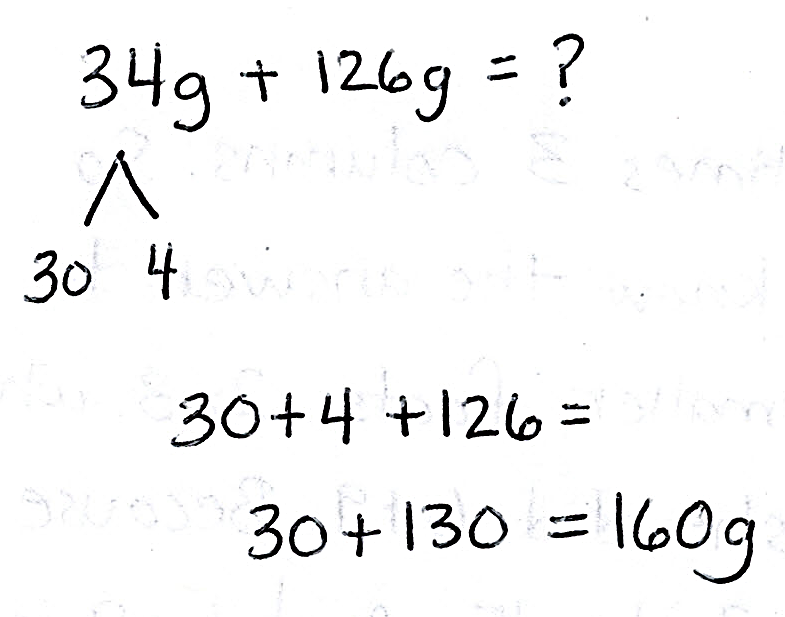 34g + 126g = ?
30 4
30+4+126=
30+130=160g